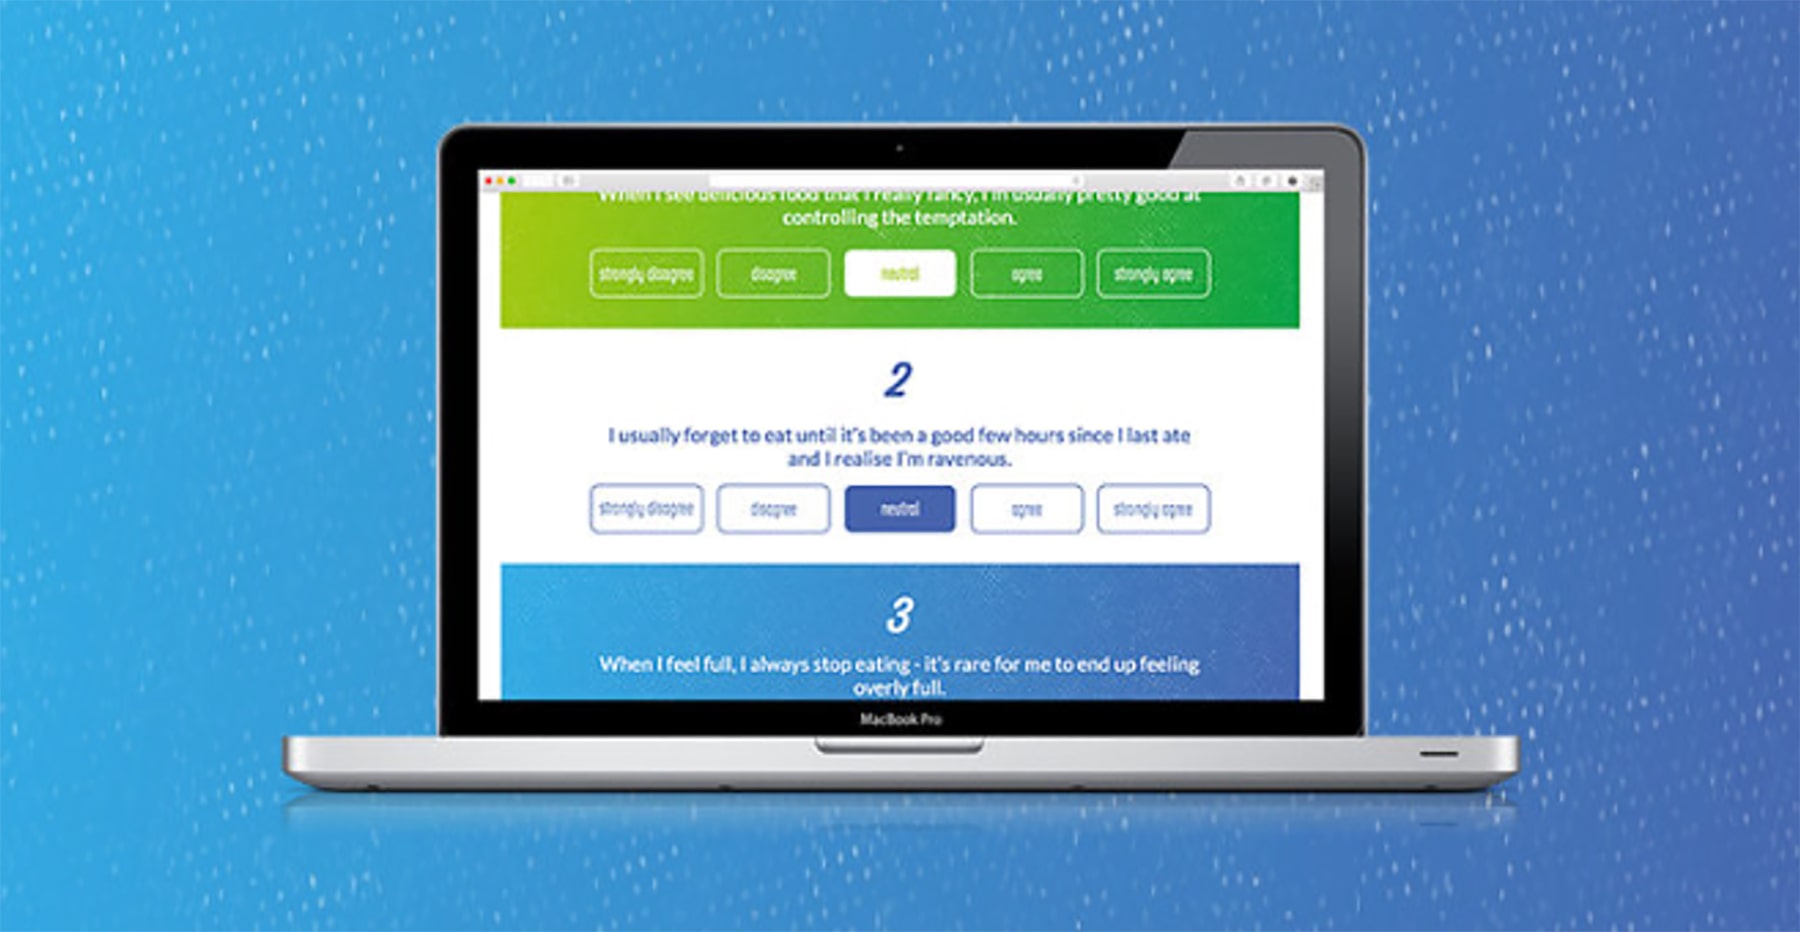 When I see delicious food that I really fancy, I'm usually pretty good at
controlling the temptation.
strongly disagree disagree neutral agree strongly agree
2
I usually forget to eat until it's been a good few hours since I last ate
and I realise I'm ravenous.
strongly disagree disagree neutral agree strongly agree
3
When I feel full, I always stop eating - it's rare for me to end up feeling
overly full.
MacBook Pro